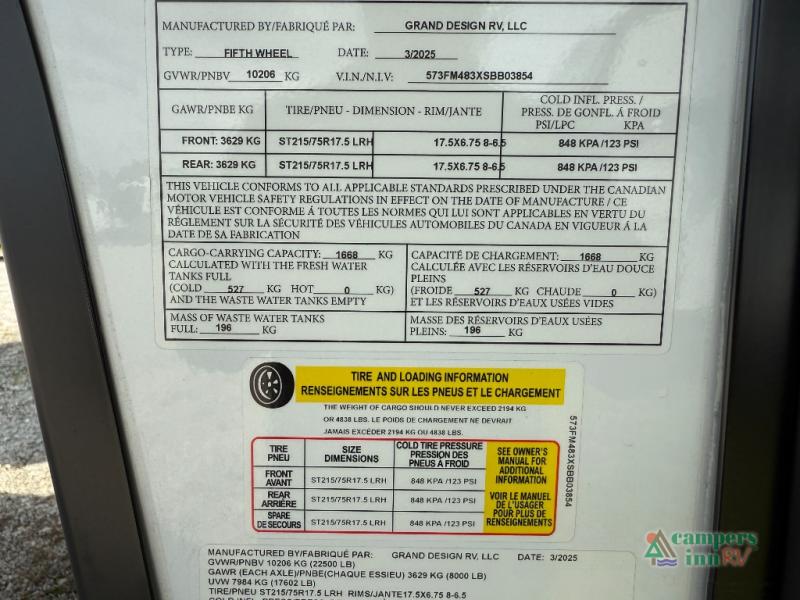 MANUFACTURED BY/FABRIQUÉ PAR: GRAND DESIGN RV, LLC
TYPE: FIFTH WHEEL DATE: 3/2025
GVWR/PNBV 10206 KG V.I.N./N.I.V: 573FM483XSBB03854
GAWR/PNBE KG TIRE/PNEU - DIMENSION - RIM/JANTE COLD INFL. PRESS. /
PRESS. DE GONFL. À FROID
PSI/LPC KPA
FRONT: 3629 KG ST215/75R17.5 LRH 17.5X6.75 8-6.5 848 KPA /123 PSI
REAR: 3629 KG ST215/75R17.5 LRH 17.5X6.75 8-6.5 848 KPA /123 PSI
THIS VEHICLE CONFORMS TO ALL APPLICABLE STANDARDS PRESCRIBED UNDER THE CANADIAN
MOTOR VEHICLE SAFETY REGULATIONS IN EFFECT ON THE DATE OF MANUFACTURE / CE
VÉHICULE EST CONFORME À TOUTES LES NORMES QUI LUI SONT APPLICABLES EN VERTU DU
RÉGLEMENT SUR LA SÉCURITÉ DES VÉHICULES AUTOMOBILES DU CANADA EN VIGUEUR À LA
DATE DE SA FABRICATION
CARGO-CARRYING CAPACITY: 1668 KG
CALCULATED WITH THE FRESH WATER
TANKS FULL
(COLD 527 KG HOT 0 KG)
AND THE WASTE WATER TANKS EMPTY
CAPACITÉ DE CHARGEMENT: 1668 KG
CALCULÉE AVEC LES RÉSERVOIRS D'EAU DOUCE
PLEINS
(FROIDE 527 KG CHAUDE 0 KG)
ET LES RÉSERVOIRS D'EAUX USÉES VIDES
MASS OF WASTE WATER TANKS
FULL: 196 KG
MASSE DES RÉSERVOIRS D'EAUX USÉES
PLEINS: 196 KG
TIRE AND LOADING INFORMATION
RENSEIGNEMENTS SUR LES PNEUS ET LE CHARGEMENT
THE WEIGHT OF CARGO SHOULD NEVER EXCEED 2194 KG
OR 4838 LBS. LE POIDS DE CHARGEMENT NE DEVRAIT
JAMAIS EXCÉDER 2194 KG OU 4838 LBS.
TIRE
PNEU
SIZE
DIMENSIONS
COLD TIRE PRESSURE
PRESSION DES
PNEUS A FROID
FRONT
AVANT
ST215/75R17.5 LRH 848 KPA /123 PSI
REAR
ARRIÈRE
ST215/75R17.5 LRH 848 KPA /123 PSI
SPARE
DE SECOURS
ST215/75R17.5 LRH 848 KPA /123 PSI
SEE OWNER'S
MANUAL FOR
ADDITIONAL
INFORMATION
VOIR LE MANUEL
DE L'USAGER
POUR PLUS DE
RENSEIGNEMENTS
573FM483XSBB03854
MANUFACTURED BY/FABRIQUÉ PAR: GRAND DESIGN RV, LLC DATE: 3/2025
GVWR/PNBV 10206 KG (22500 LB)
GAWR (EACH AXLE)/PNBE(CHAQUE ESSIEU) 3629 KG (8000 LB)
UVW 7984 KG (17602 LB)
TIRE/PNEU ST215/75R17.5 LRH RIMS/JANTE17.5X6.75 8-6.5
campers
inn RV